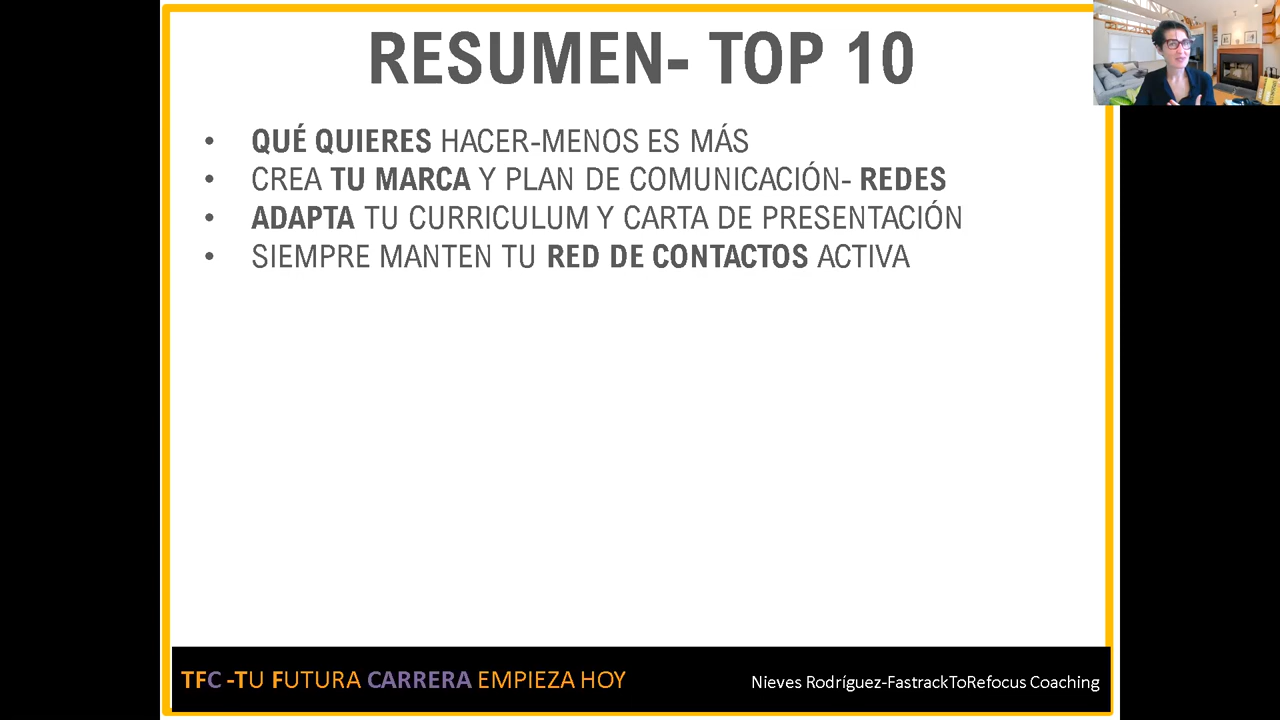 RESUMEN- TOP 10
• QUÉ QUIERES HACER-MENOS ES MÁS
• CREA TU MARCA Y PLAN DE COMUNICACIÓN- REDES
• ADAPTA TU CURRICULUM Y CARTA DE PRESENTACIÓN
• SIEMPRE MANTEN TU RED DE CONTACTOS ACTIVA
TFC -TU FUTURA CARRERA EMPIEZA HOY
Nieves Rodríguez-FastrackToRefocus Coaching